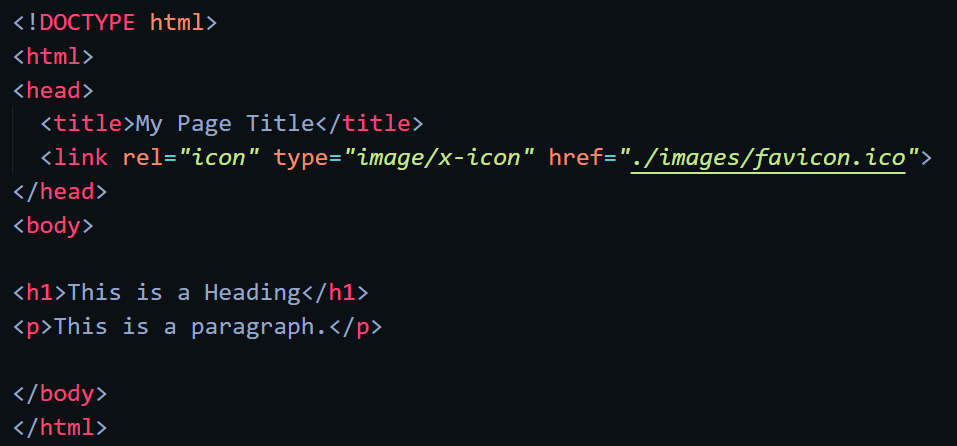 <!DOCTYPE html>
<html>
<head>
  <title>My Page Title</title>
  <link rel="icon" type="image/x-icon" href="./images/favicon.ico">
</head>
<body>

<h1>This is a Heading</h1>
<p>This is a paragraph.</p>

</body>
</html>